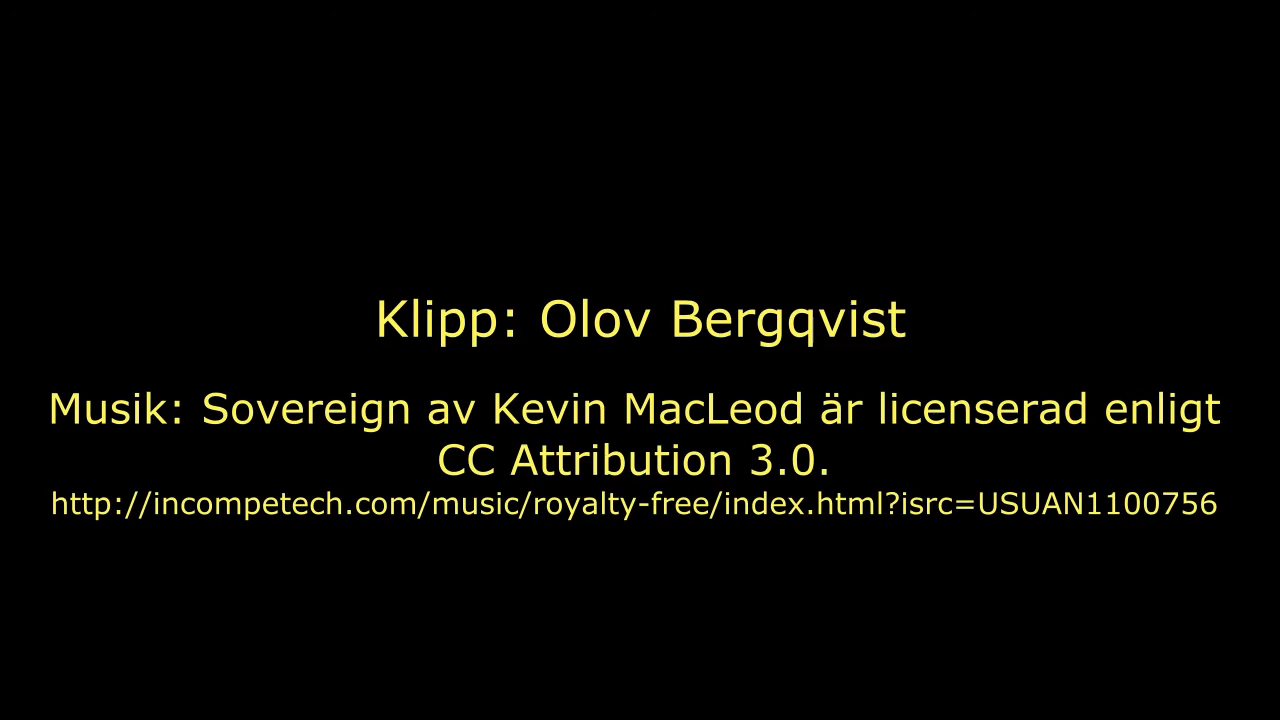 Klipp: Olov Bergqvist
Musik: Sovereign av Kevin MacLeod är licenserad enligt
CC Attribution 3.0.
http://incompetech.com/music/royalty-free/index.html?isrc=USUAN1100756